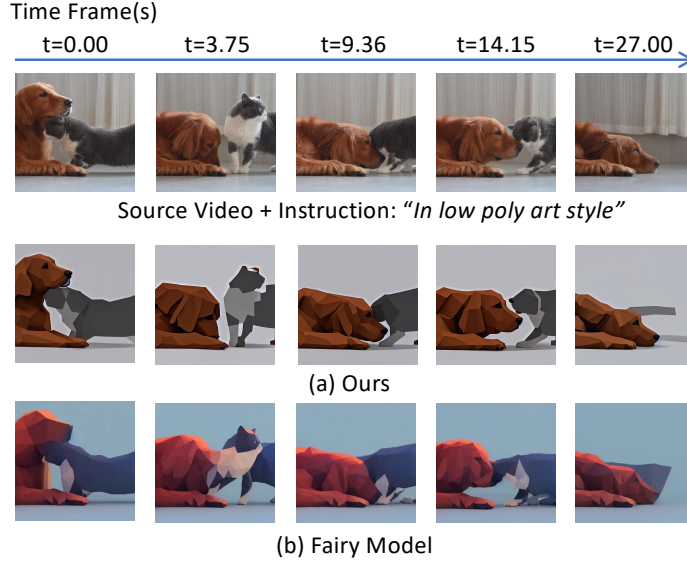 Time Frame(s)
t=0.00 t=3.75 t=9.36 t=14.15 t=27.00
Source Video + Instruction: “In low poly art style”
(a) Ours
(b) Fairy Model